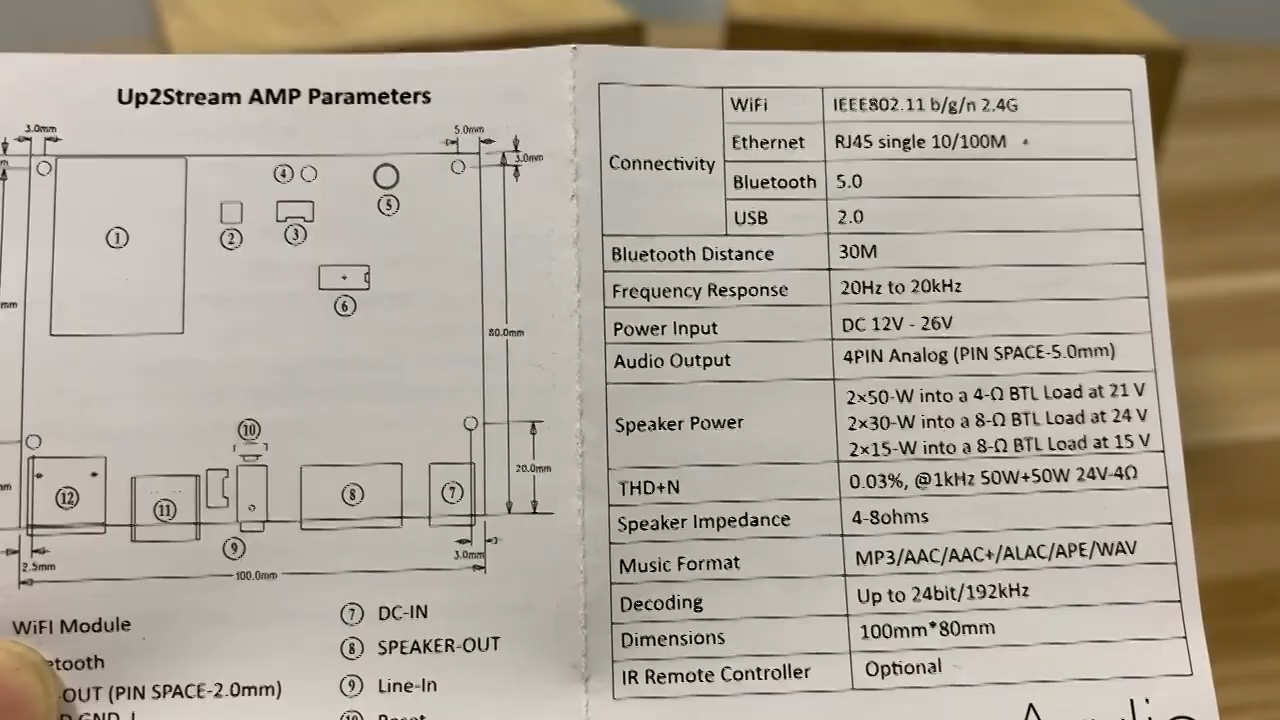 Up2Stream AMP Parameters
3.0mm
5.0mm
3.0mm
④
⑤
①
②
③
⑥
mm
80.0mm
⑩
20.0mm
⑫
⑪
⑧
⑦
⑨
3.0mm
2.5mm
100.0mm
WiFI Module
etooth
-OUT (PIN SPACE-2.0mm)
⑦ DC-IN
⑧ SPEAKER-OUT
⑨ Line-In
Connectivity
WiFi IEEE802.11 b/g/n 2.4G
Ethernet RJ45 single 10/100M
Bluetooth 5.0
USB 2.0
Bluetooth Distance 30M
Frequency Response 20Hz to 20kHz
Power Input DC 12V - 26V
Audio Output 4PIN Analog (PIN SPACE-5.0mm)
Speaker Power
2×50-W into a 4-Ω BTL Load at 21 V
2×30-W into a 8-Ω BTL Load at 24 V
2×15-W into a 8-Ω BTL Load at 15 V
THD+N 0.03%, @1kHz 50W+50W 24V-4Ω
Speaker Impedance 4-8ohms
Music Format MP3/AAC/AAC+/ALAC/APE/WAV
Decoding Up to 24bit/192kHz
Dimensions 100mm*80mm
IR Remote Controller Optional